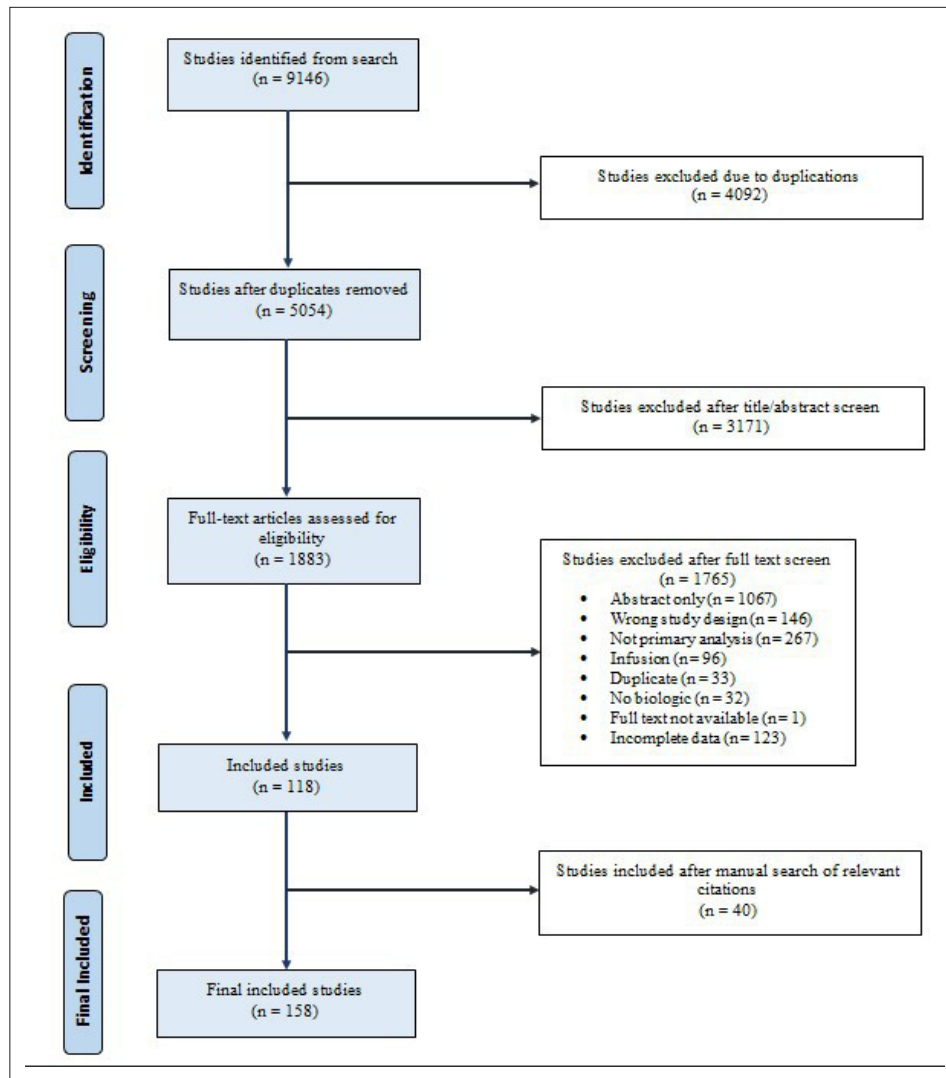 Identification
Studies identified from search
(n = 9146)
Studies excluded due to duplications
(n = 4092)
Screening
Studies after duplicates removed
(n = 5054)
Studies excluded after title/abstract screen
(n = 3171)
Eligibility
Full-text articles assessed for
eligibility
(n = 1883)
Studies excluded after full text screen
(n = 1765)
• Abstract only (n = 1067)
• Wrong study design (n = 146)
• Not primary analysis (n = 267)
• Infusion (n = 96)
• Duplicate (n = 33)
• No biologic (n = 32)
• Full text not available (n = 1)
• Incomplete data (n = 123)
Included
Included studies
(n = 118)
Studies included after manual search of relevant
citations
(n = 40)
Final Included
Final included studies
(n = 158)